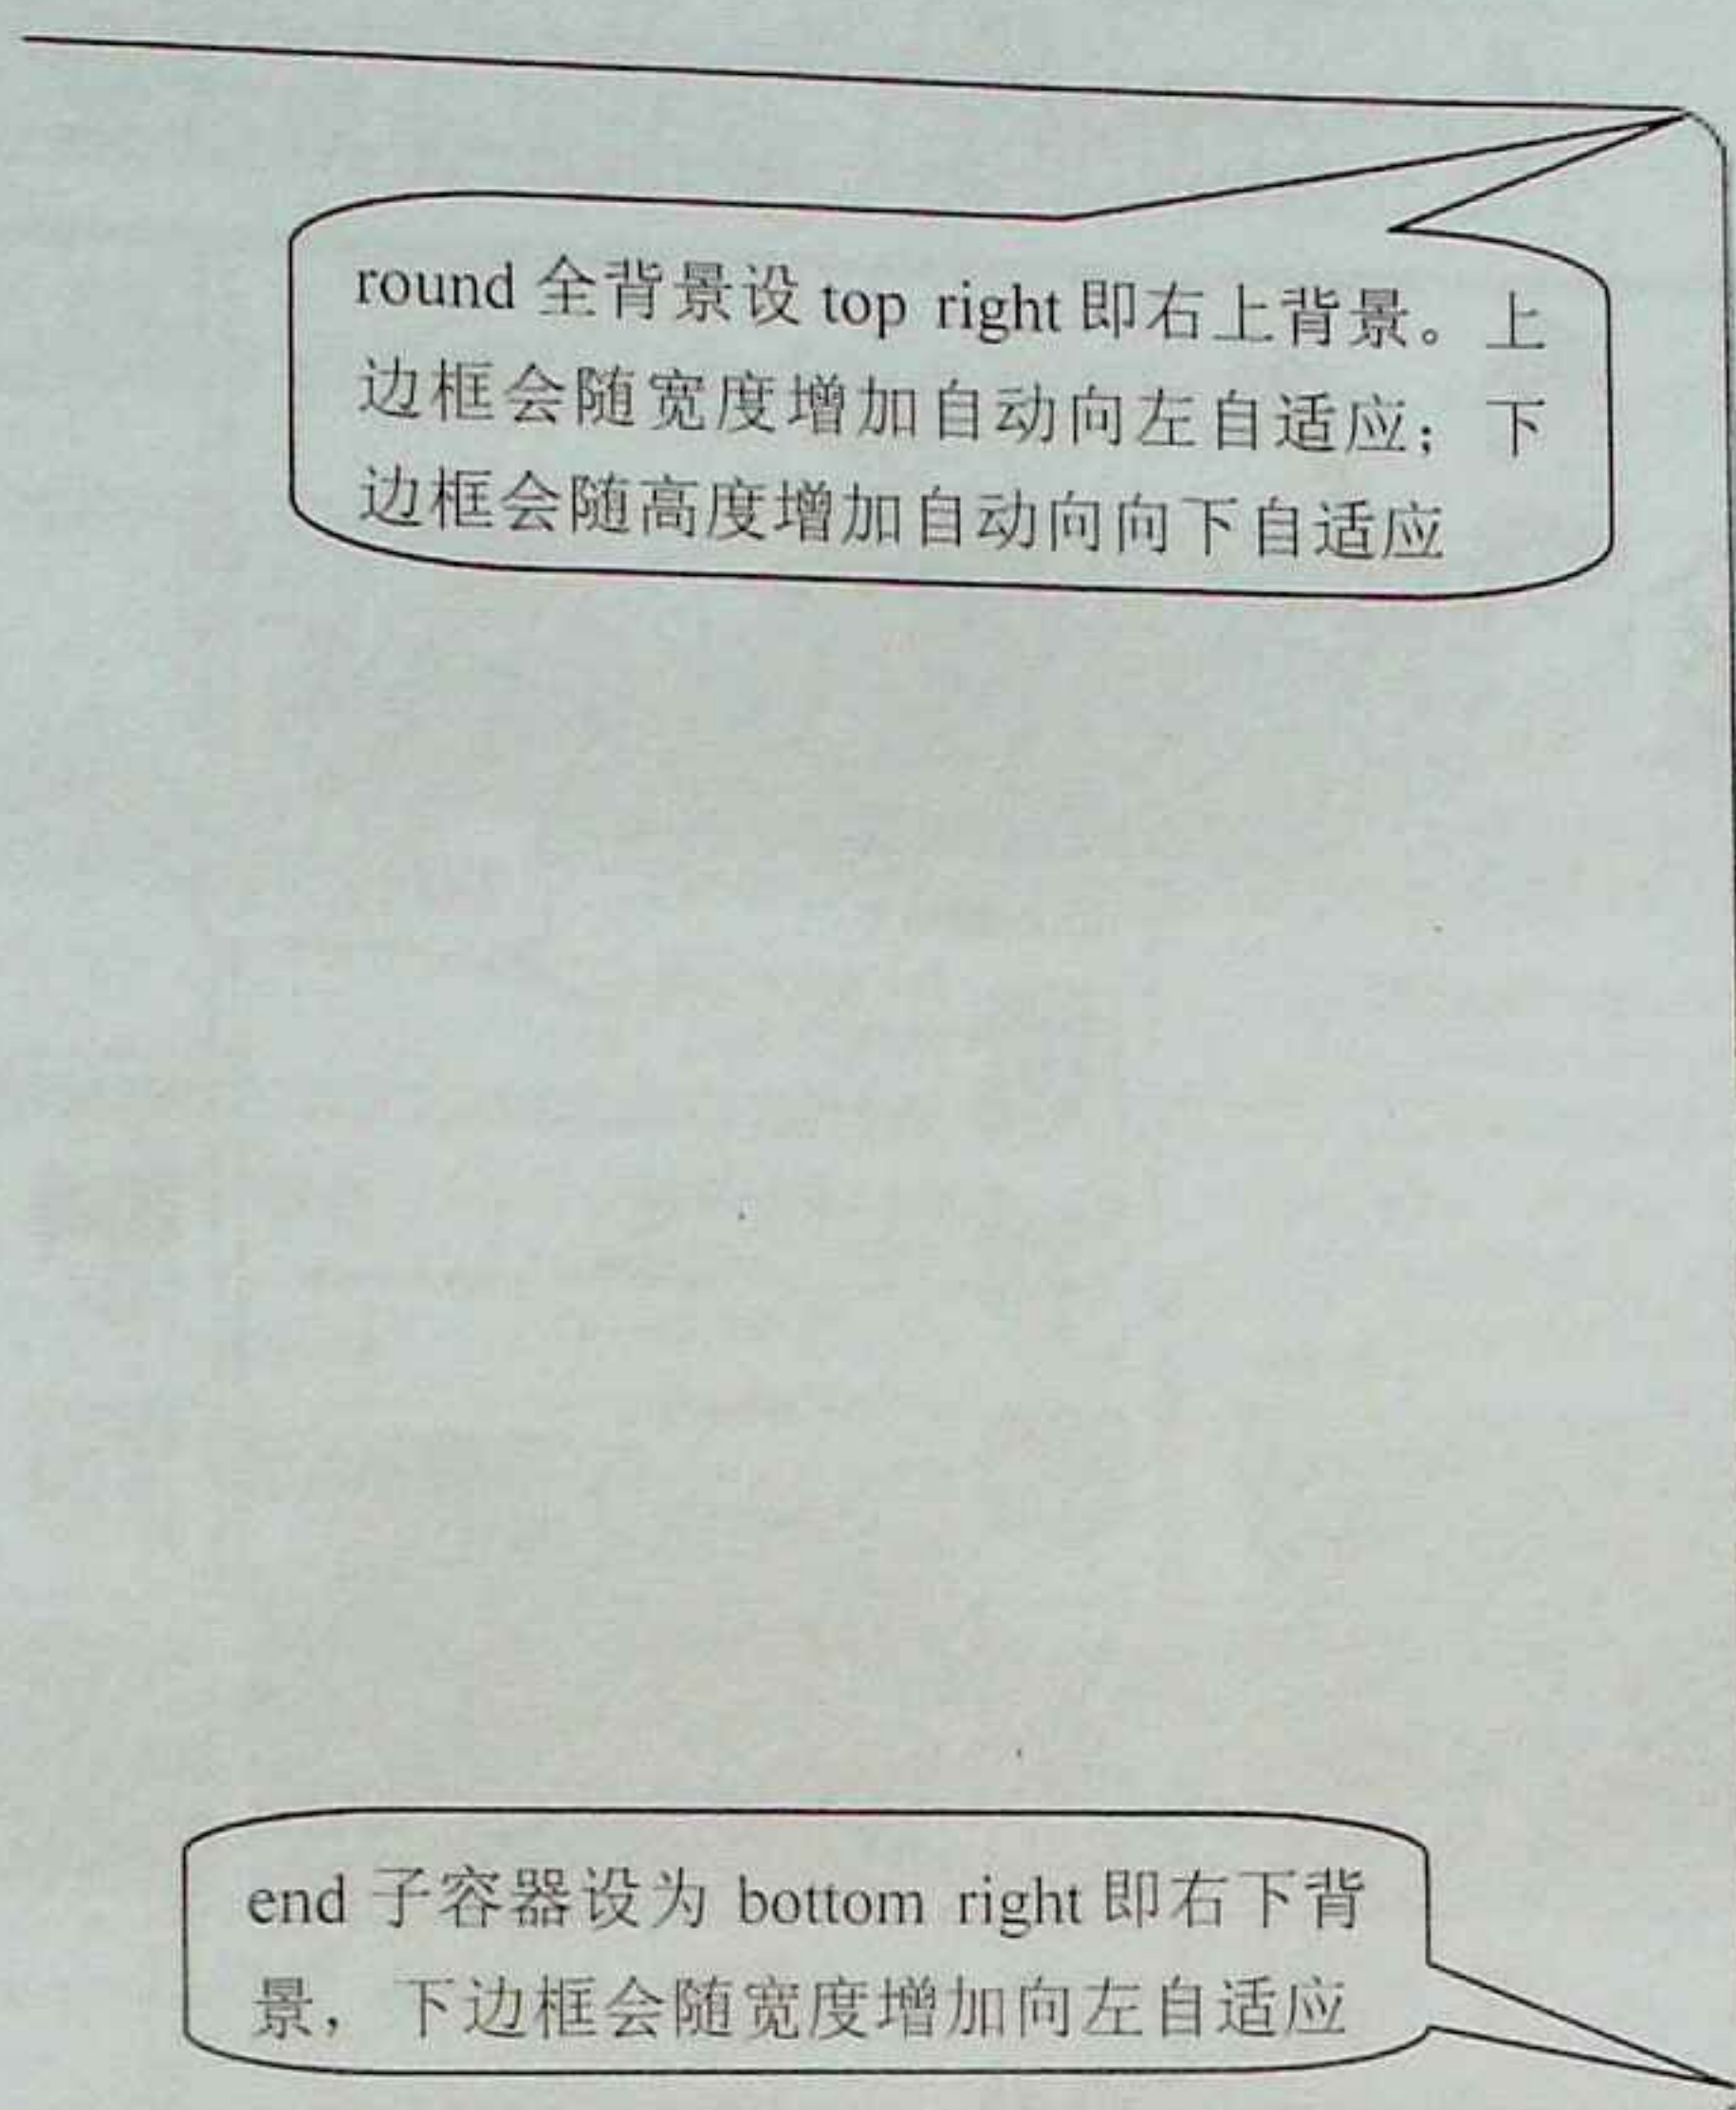 round 全背景设 top right 即右上背景。上
边框会随宽度增加自动向左自适应；下
边框会随高度增加自动向向下自适应
end 子容器设为 bottom right 即右下背
景，下边框会随宽度增加向左自适应